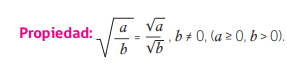 Propiedad: √(a/b) = √a/√b , b ≠ 0, (a ≥ 0, b > 0).